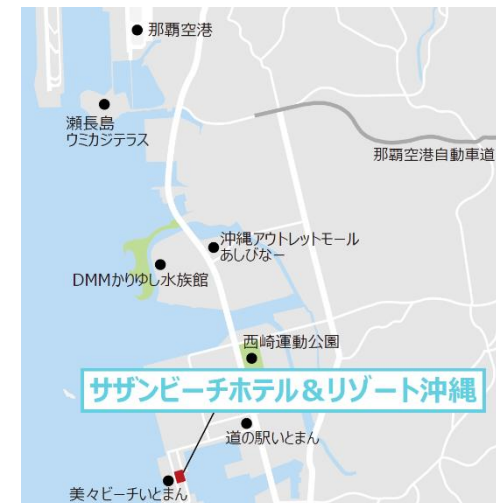 那覇空港
瀬長島
ウミカジテラス
那覇空港自動車道
沖縄アウトレットモール
あしびなー
DMMかりゆし水族館
西崎運動公園
サザンビーチホテル&リゾート沖縄
道の駅いとまん
美々ビーチいとまん